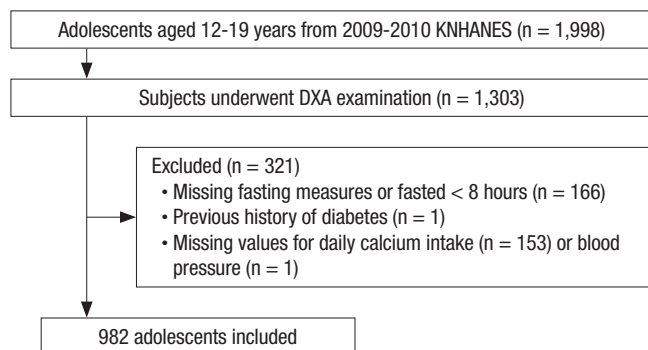 Adolescents aged 12-19 years from 2009-2010 KNHANES (n = 1,998)
Subjects underwent DXA examination (n = 1,303)
Excluded (n = 321)
• Missing fasting measures or fasted < 8 hours (n = 166)
• Previous history of diabetes (n = 1)
• Missing values for daily calcium intake (n = 153) or blood
pressure (n = 1)
982 adolescents included